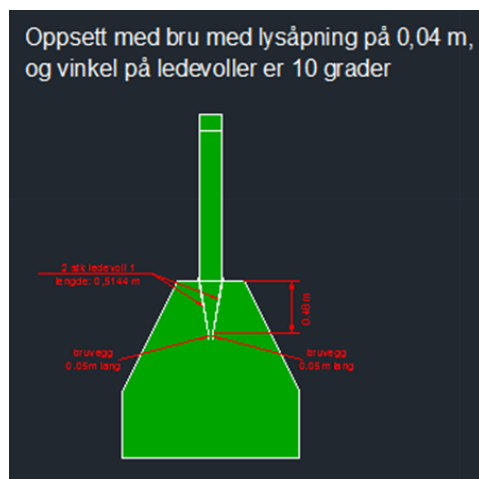 Oppsett med bru med lysåpning på 0,04 m,
og vinkel på ledevoller er 10 grader
2 stk ledevoll 1
lengde: 0,5144 m
0.48m
bruvegg
0.05m lang
bruvegg
0.05m lang